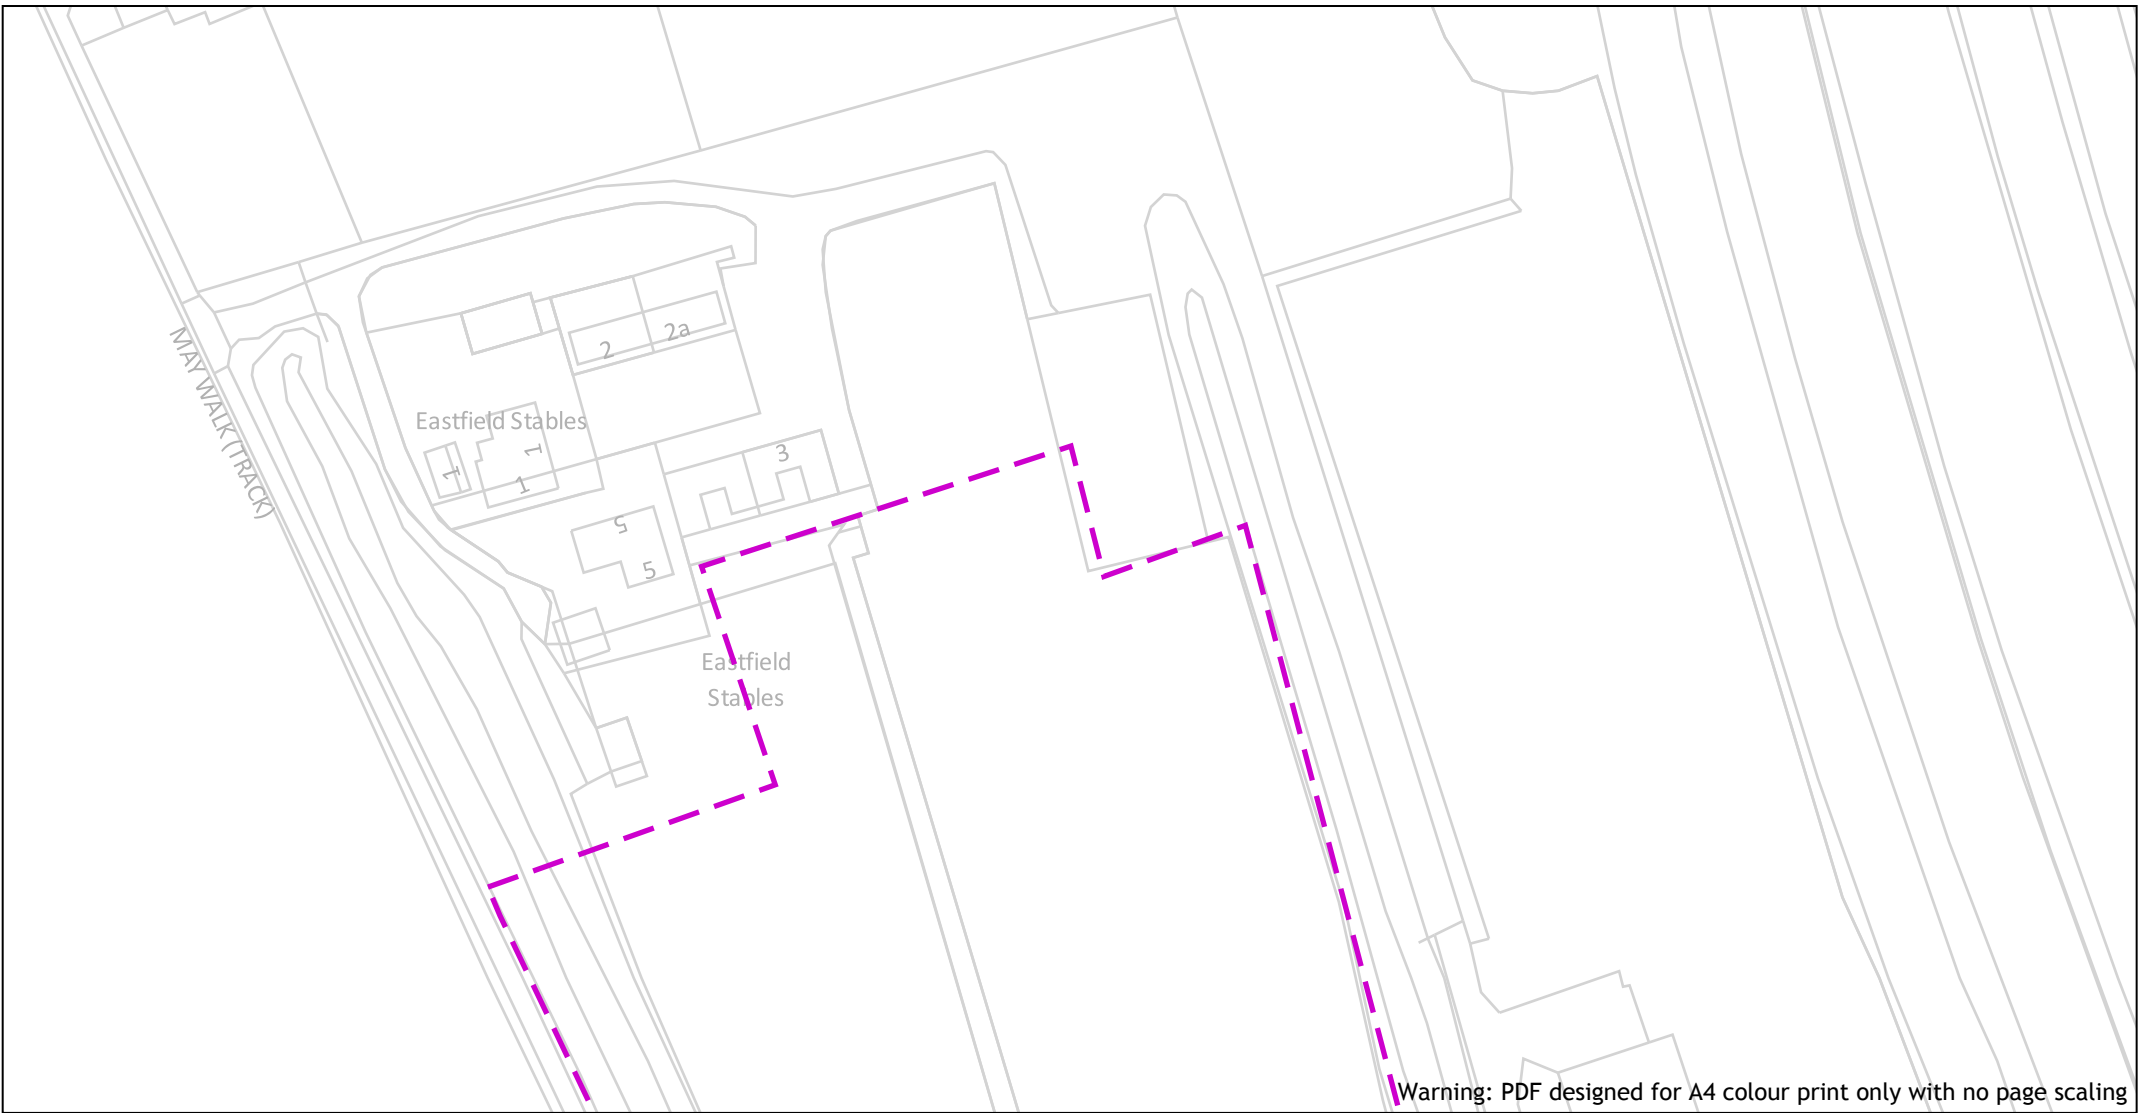 2a
2
MAY WALK (TRACK)
Eastfield Stables
1
3
1
1
5
5
Eastfield
Stables
Warning: PDF designed for A4 colour print only with no page scaling